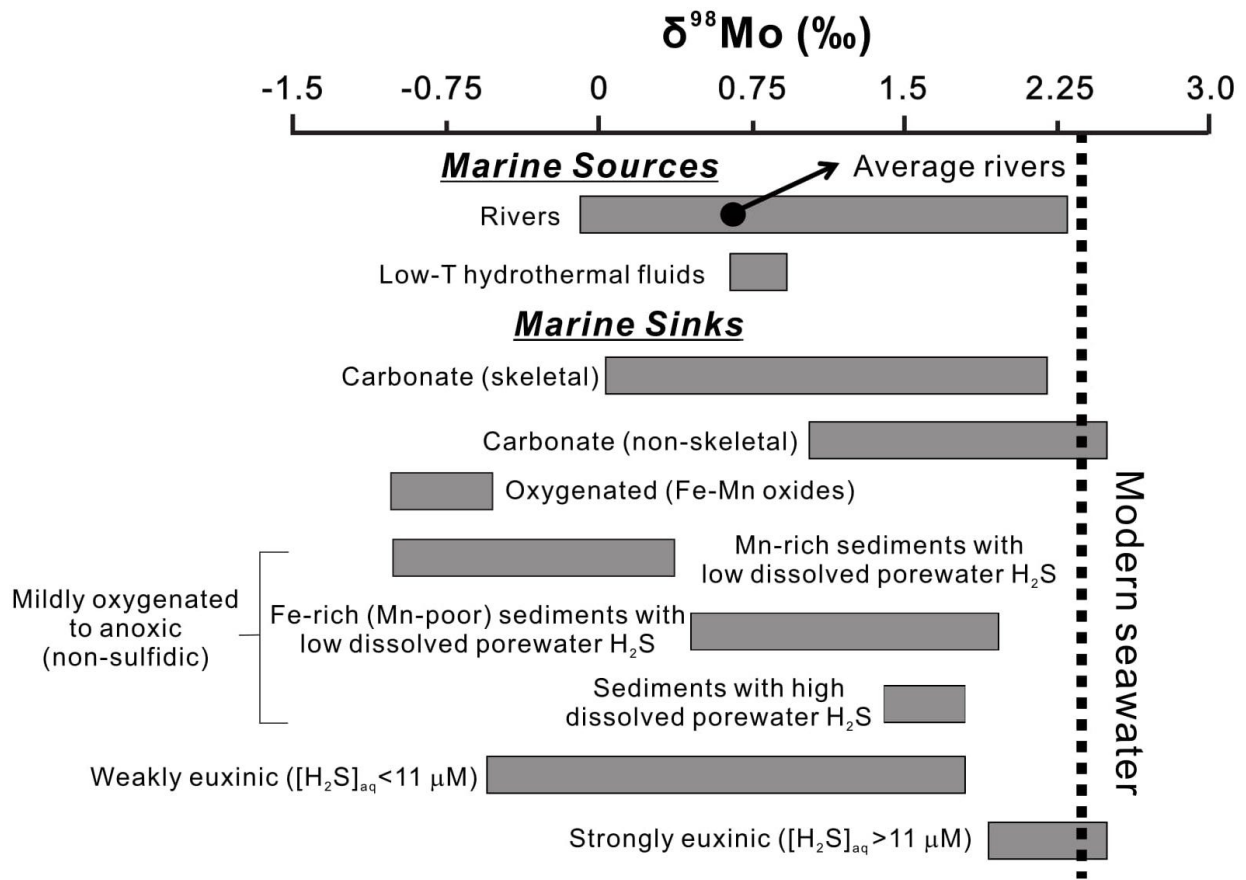 δ⁹⁸Mo (‰)
-1.5 -0.75 0 0.75 1.5 2.25 3.0
Marine Sources
Average rivers
Rivers
Low-T hydrothermal fluids
Marine Sinks
Carbonate (skeletal)
Carbonate (non-skeletal)
Oxygenated (Fe-Mn oxides)
Mn-rich sediments with
low dissolved porewater H₂S
Mildly oxygenated
to anoxic
(non-sulfidic)
Fe-rich (Mn-poor) sediments with
low dissolved porewater H₂S
Sediments with high
dissolved porewater H₂S
Weakly euxinic ([H₂S]ₐq<11 μM)
Strongly euxinic ([H₂S]ₐq>11 μM)
Modern seawater